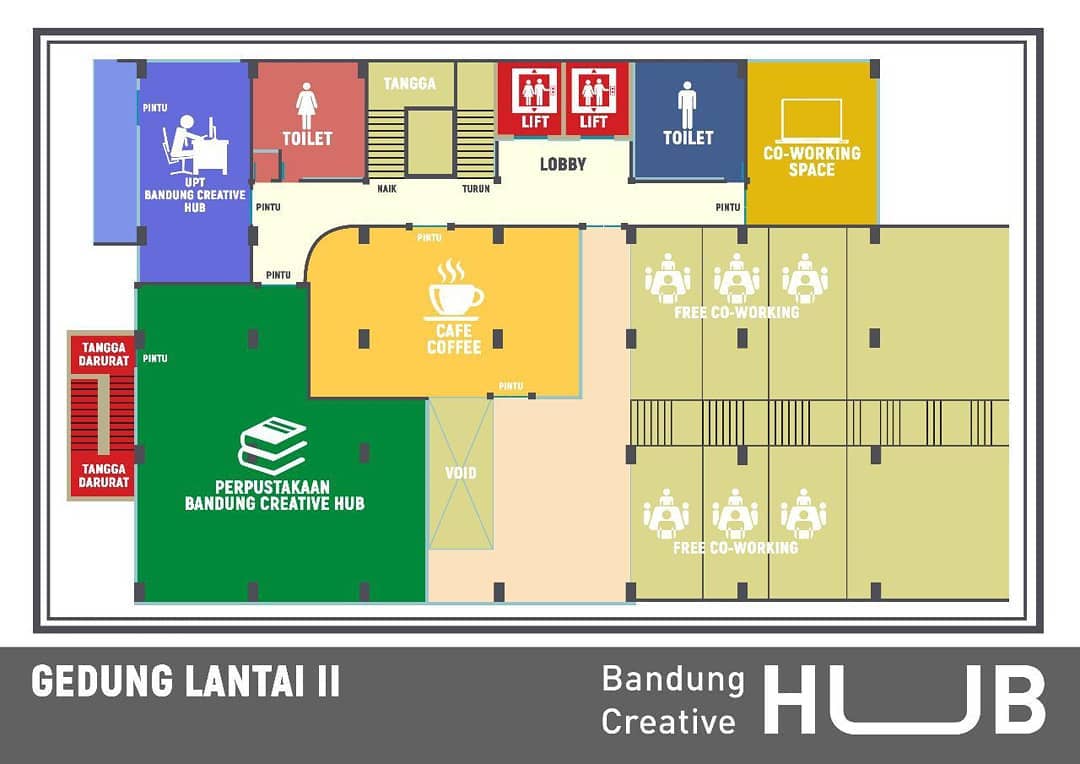 TANGGA
LIFT
LIFT
PINTU
TOILET
TOILET
CO-WORKING
SPACE
LOBBY
UPT
BANDUNG CREATIVE
HUB
NAIK
TURUN
PINTU
PINTU
PINTU
PINTU
FREE CO-WORKING
CAFE
COFFEE
TANGGA
DARURAT
PINTU
PINTU
VOID
TANGGA
DARURAT
PERPUSTAKAAN
BANDUNG CREATIVE HUB
FREE CO-WORKING
GEDUNG LANTAI II
Bandung
Creative
HUB